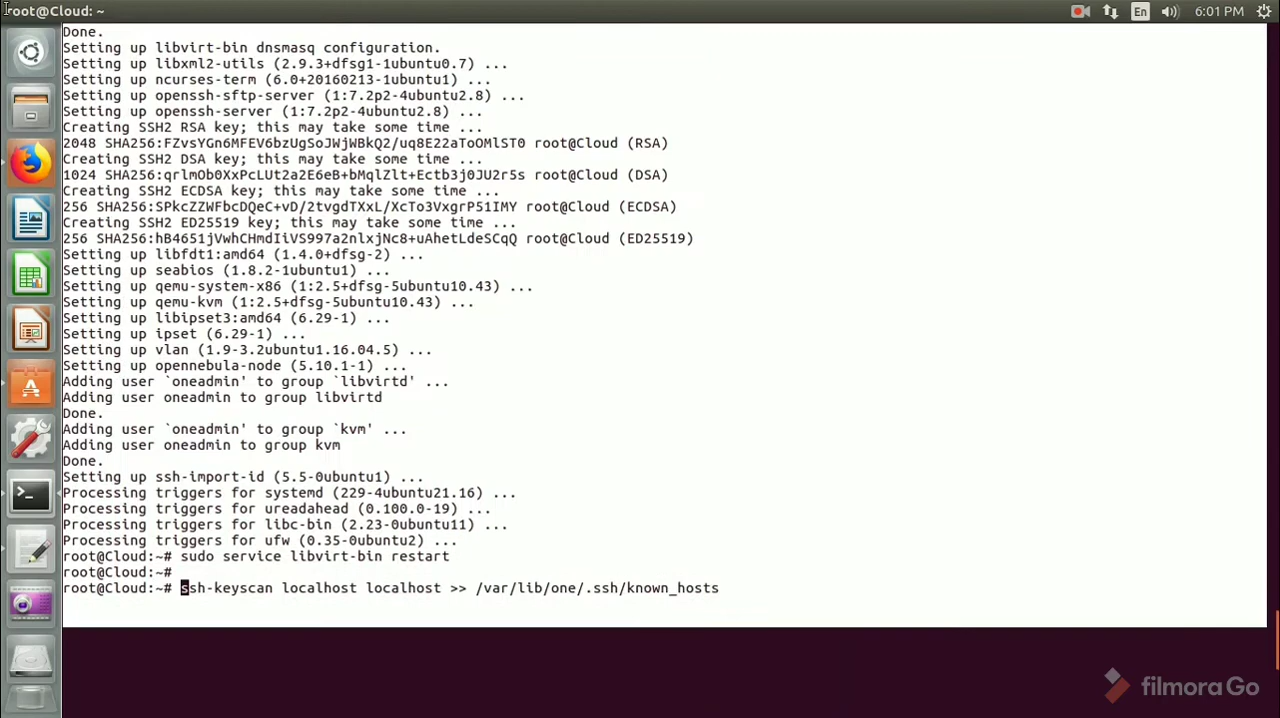 root@Cloud: ~
En
6:01 PM
Done.
Setting up libvirt-bin dnsmasq configuration.
Setting up libxml2-utils (2.9.3+dfsg1-1ubuntu0.7) ...
Setting up ncurses-term (6.0+20160213-1ubuntu1) ...
Setting up openssh-sftp-server (1:7.2p2-4ubuntu2.8) ...
Setting up openssh-server (1:7.2p2-4ubuntu2.8) ...
Creating SSH2 RSA key; this may take some time ...
2048 SHA256:FZvsYGn6MFEV6bzUgSoJWjWBkQ2/uq8E22aToOMlST0 root@Cloud (RSA)
Creating SSH2 DSA key; this may take some time ...
1024 SHA256:qrlmOb0XxPcLUt2a2E6eB+bMqlZlt+Ectb3j0JU2r5s root@Cloud (DSA)
Creating SSH2 ECDSA key; this may take some time ...
256 SHA256:SPkcZZWFbcDQeC+vD/2tvgdTXxL/XcTo3VxgrP51IMY root@Cloud (ECDSA)
Creating SSH2 ED25519 key; this may take some time ...
256 SHA256:hB4651jVwhCHmdIiVS997a2nlxjNc8+uAhetLdeSCqQ root@Cloud (ED25519)
Setting up libfdt1:amd64 (1.4.0+dfsg-2) ...
Setting up seabios (1.8.2-1ubuntu1) ...
Setting up qemu-system-x86 (1:2.5+dfsg-5ubuntu10.43) ...
Setting up qemu-kvm (1:2.5+dfsg-5ubuntu10.43) ...
Setting up libipset3:amd64 (6.29-1) ...
Setting up ipset (6.29-1) ...
Setting up vlan (1.9-3.2ubuntu1.16.04.5) ...
Setting up opennebula-node (5.10.1-1) ...
Adding user `oneadmin' to group `libvirtd' ...
Adding user oneadmin to group libvirtd
Done.
Adding user `oneadmin' to group `kvm' ...
Adding user oneadmin to group kvm
Done.
Setting up ssh-import-id (5.5-0ubuntu1) ...
Processing triggers for systemd (229-4ubuntu21.16) ...
Processing triggers for ureadahead (0.100.0-19) ...
Processing triggers for libc-bin (2.23-0ubuntu11) ...
Processing triggers for ufw (0.35-0ubuntu2) ...
root@Cloud:~# sudo service libvirt-bin restart
root@Cloud:~#
root@Cloud:~# ssh-keyscan localhost localhost >> /var/lib/one/.ssh/known_hosts
filmoraGo